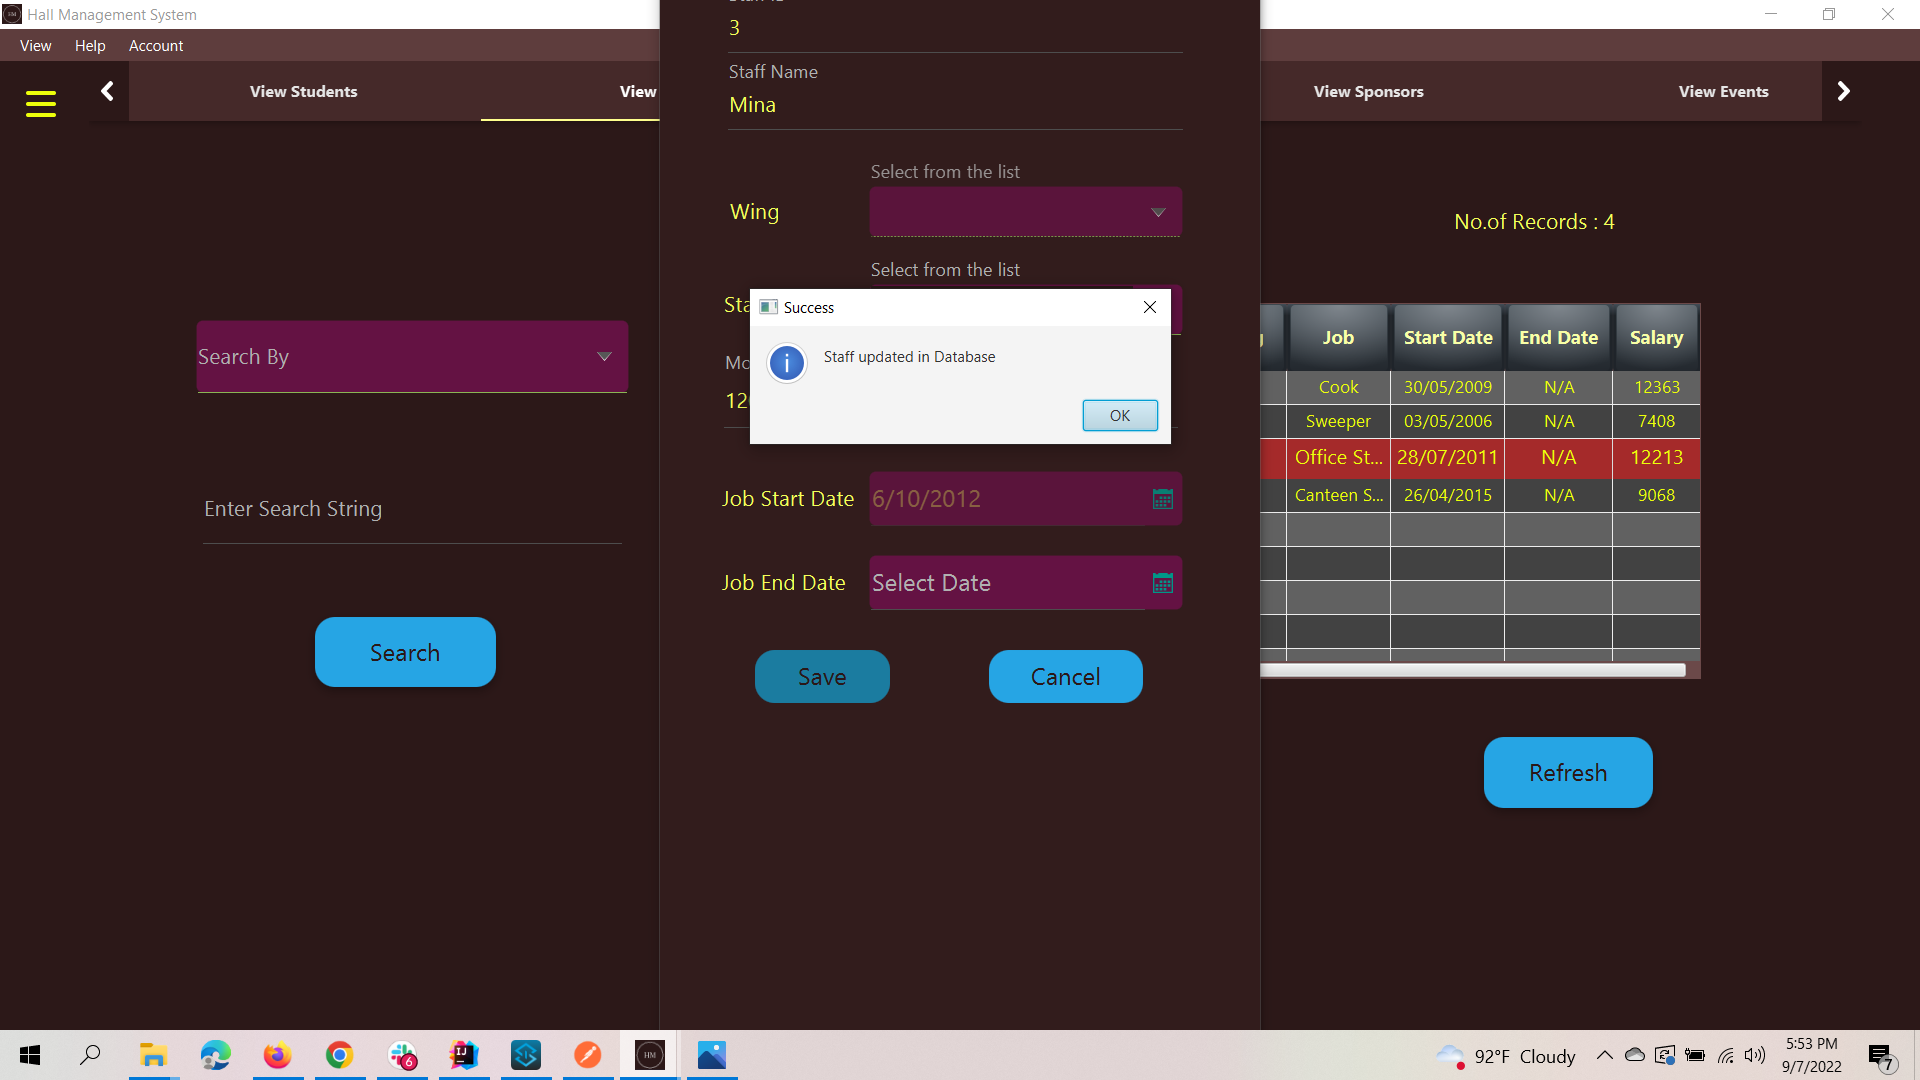 Hall Management System
View Help Account
View Students
View
View Sponsors
View Events
3
Staff Name
Mina
Select from the list
Wing
Select from the list
No.of Records : 4
Search By
Enter Search String
Search
Success
Staff updated in Database
OK
Job Start Date 6/10/2012
Job End Date Select Date
Save Cancel
Job Start Date End Date Salary
Cook 30/05/2009 N/A 12363
Sweeper 03/05/2006 N/A 7408
Office St... 28/07/2011 N/A 12213
Canteen S... 26/04/2015 N/A 9068
Refresh
HM
6
92°F Cloudy
5:53 PM
9/7/2022
7